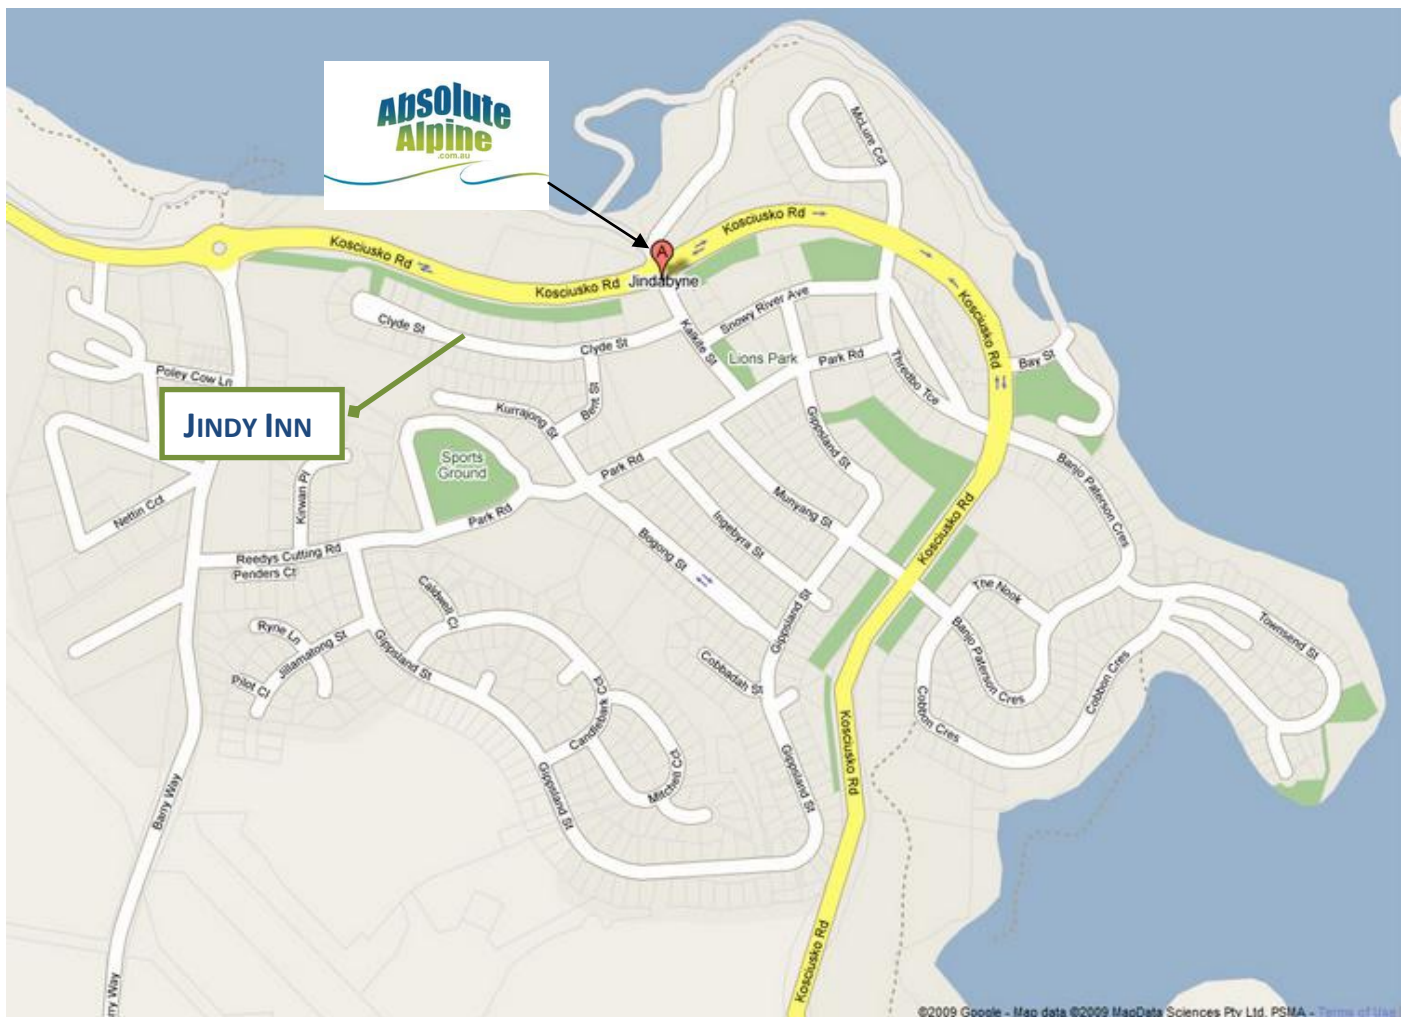 Absolute
Alpine
.com.au
McLure Cct
Kosciusko Rd
A
Kosciusko Rd
Kosciusko Rd
Jindabyne
Kosciusko Rd
Snowy River Ave
Clyde St
Clyde St
Kalkite St
Lions Park
Park Rd
Thredbo Tce
Bay St
Poley Cow Ln
JINDY INN
Kurrajong St
Bent St
Gippsland St
Sports
Ground
Park Rd
Banjo Paterson Cres
Nettin Cct
Kirwan Pl
Park Rd
Munyang St
Ingebyra St
Kosciusko Rd
Reedys Cutting Rd
Penders Ct
Bogong St
Caldwell Cl
The Nook
Ryne Ln
Jillamatong St
Gippsland St
Gippsland St
Townsend St
Pilot Cl
Cobbadah St
Banjo Paterson Cres
Cobbon Cres
Cobbon Cres
Candlebark Cct
Kosciusko Rd
Barry Way
Gippsland St
Mitchell Cct
Gippsland St
Kosciusko Rd
rry Way
©2009 Google - Map data ©2009 MapData Sciences Pty Ltd, PSMA - Terms of Use